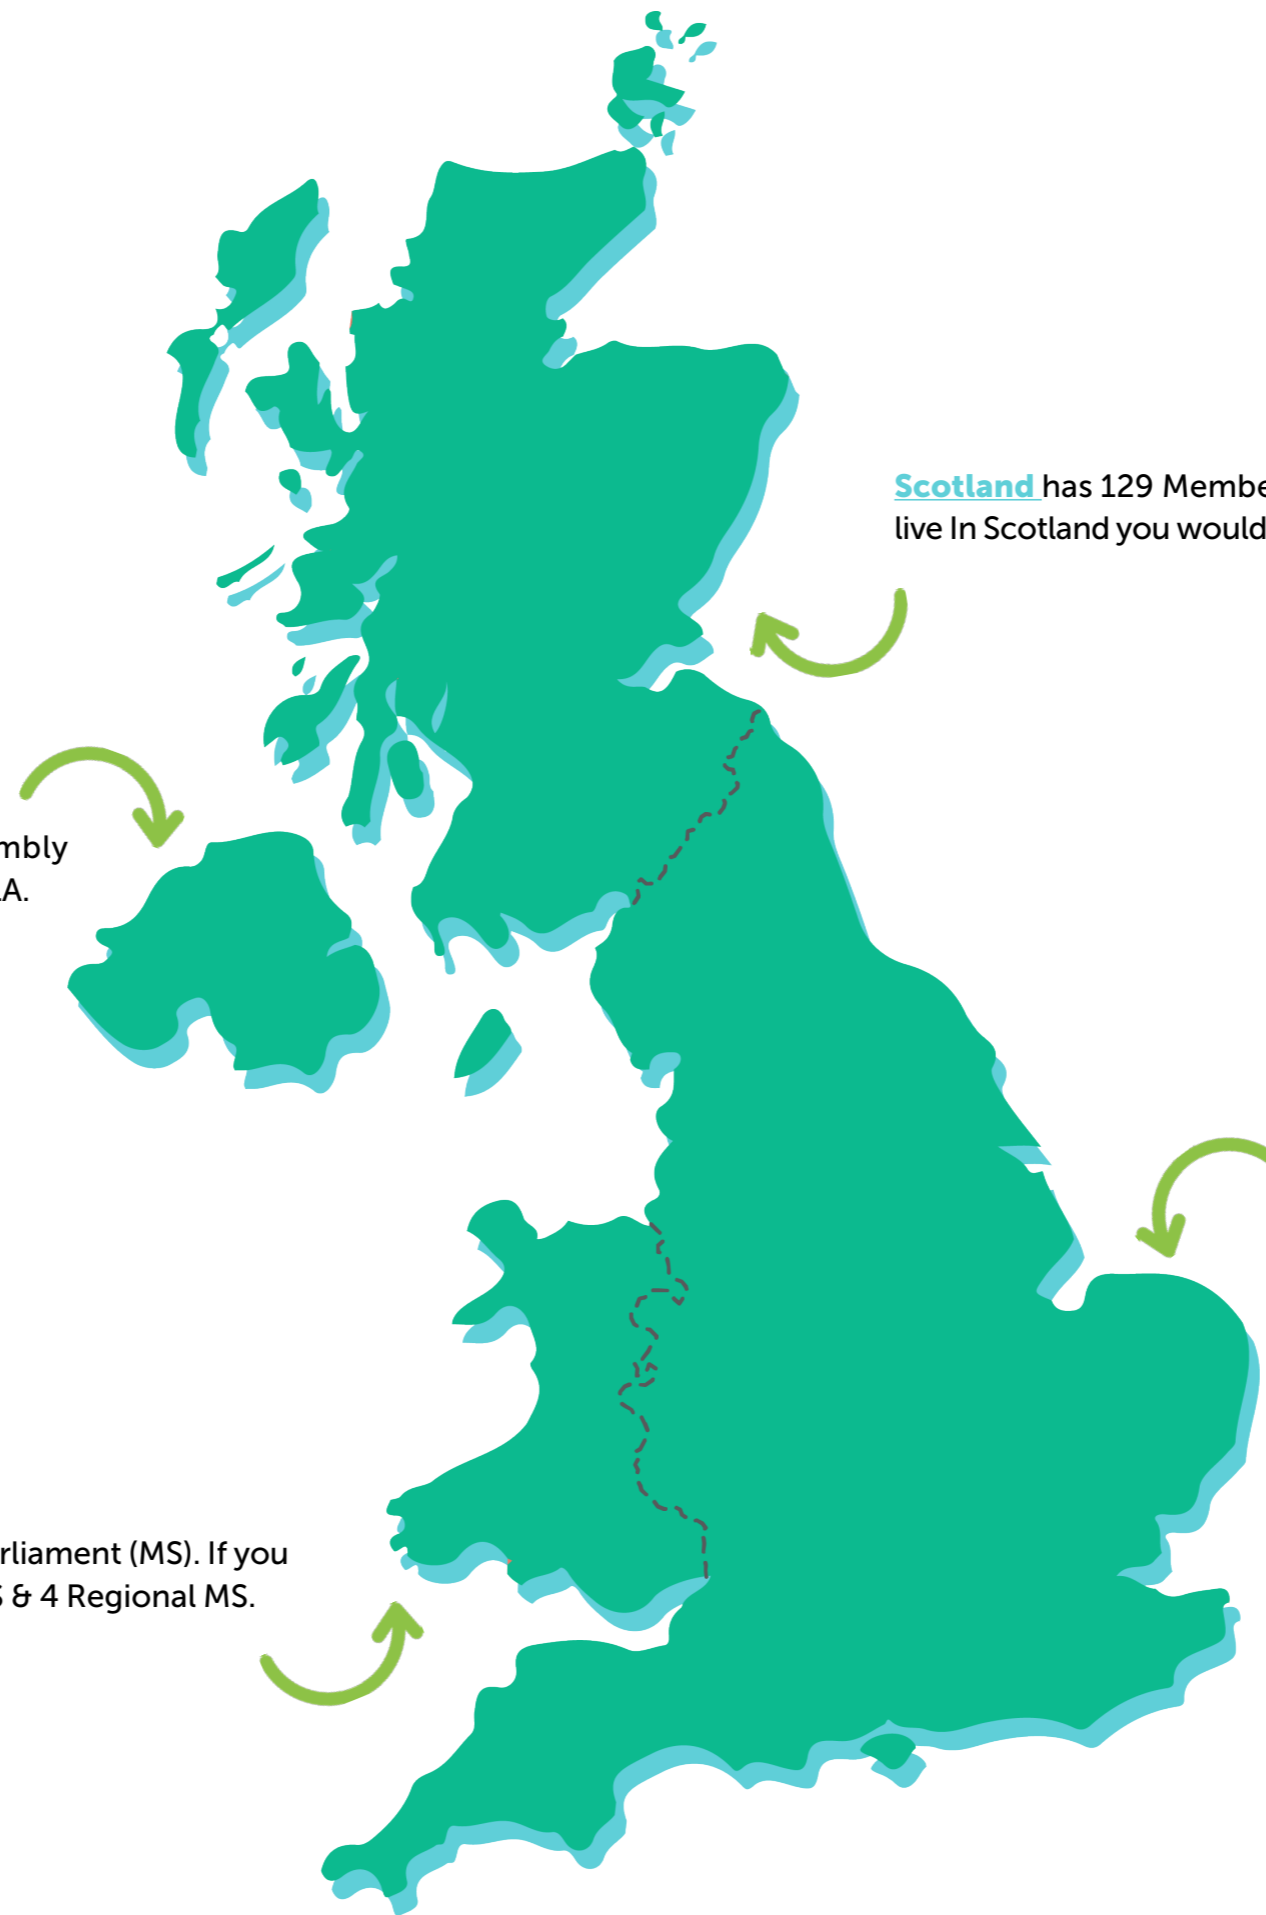 Scotland has 129 Membe
live In Scotland you would
mbly
A.
rliament (MS). If you
& 4 Regional MS.